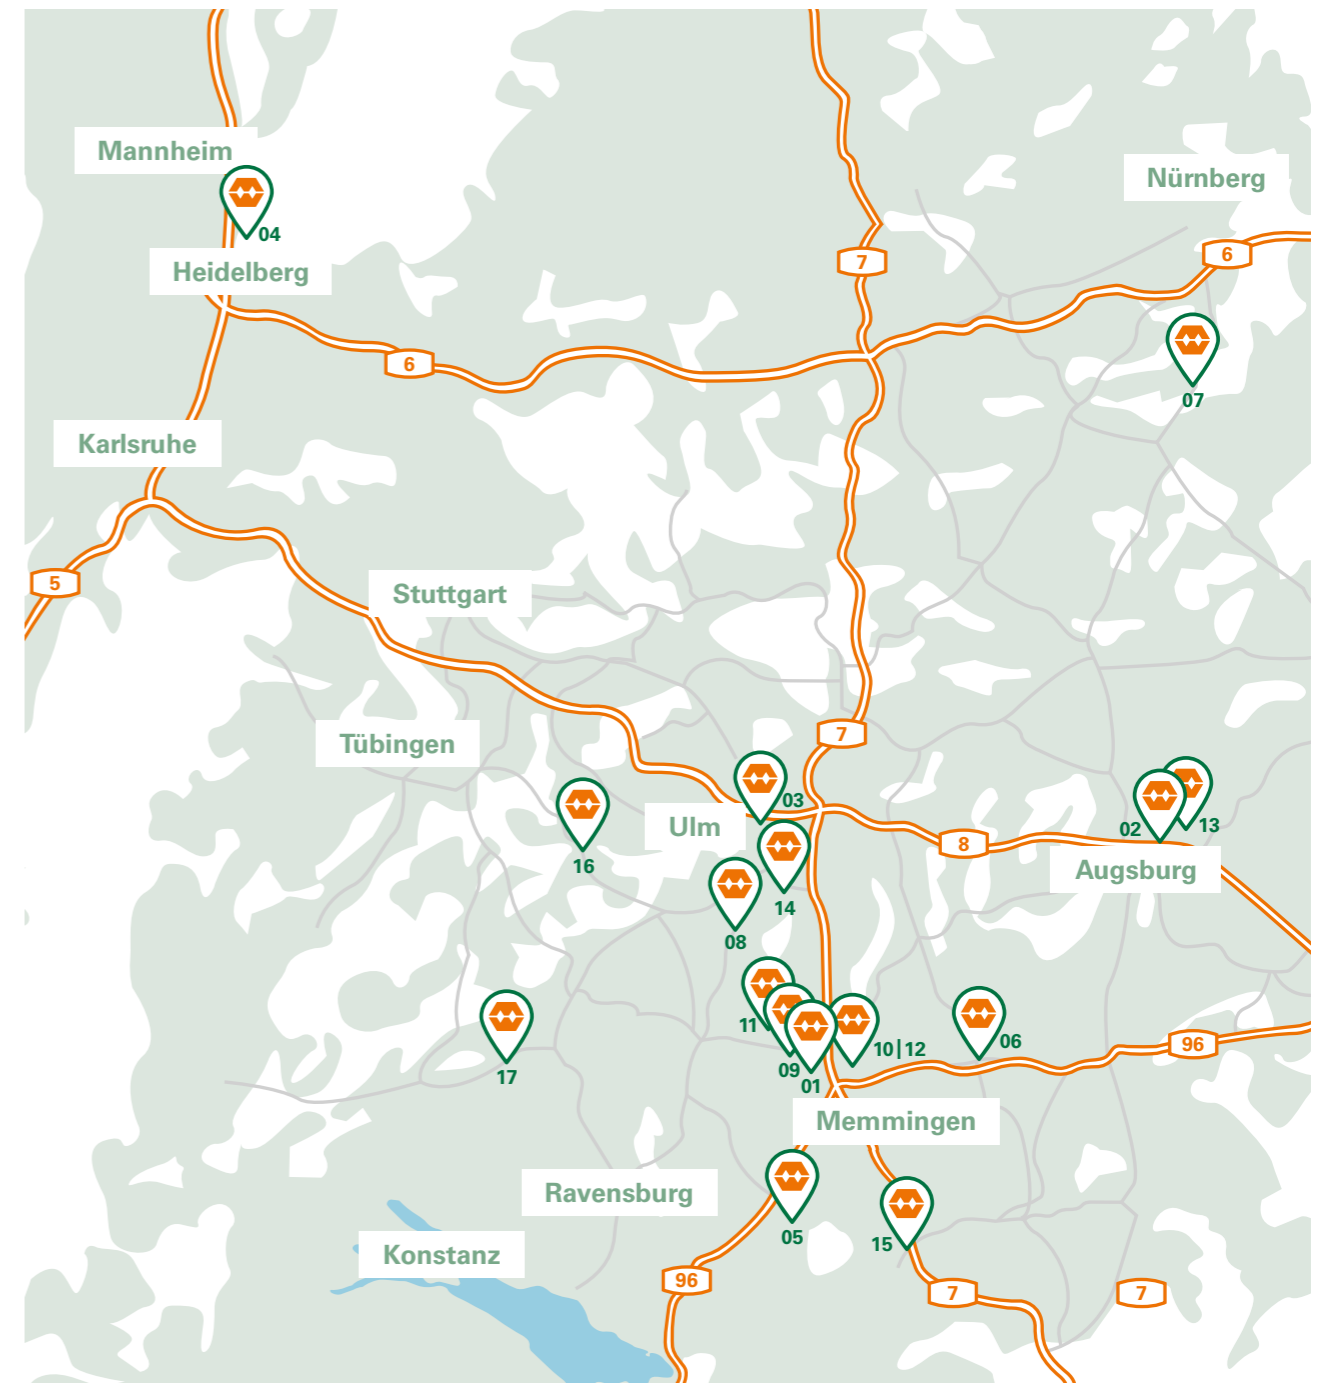 Mannheim
Nürnberg
04
6
7
Heidelberg
6
07
Karlsruhe
5
Stuttgart
7
Tübingen
03
Ulm
02
13
8
16
Augsburg
14
08
11
10|12
06
96
09
17
01
Memmingen
Ravensburg
05
15
Konstanz
96
7
7